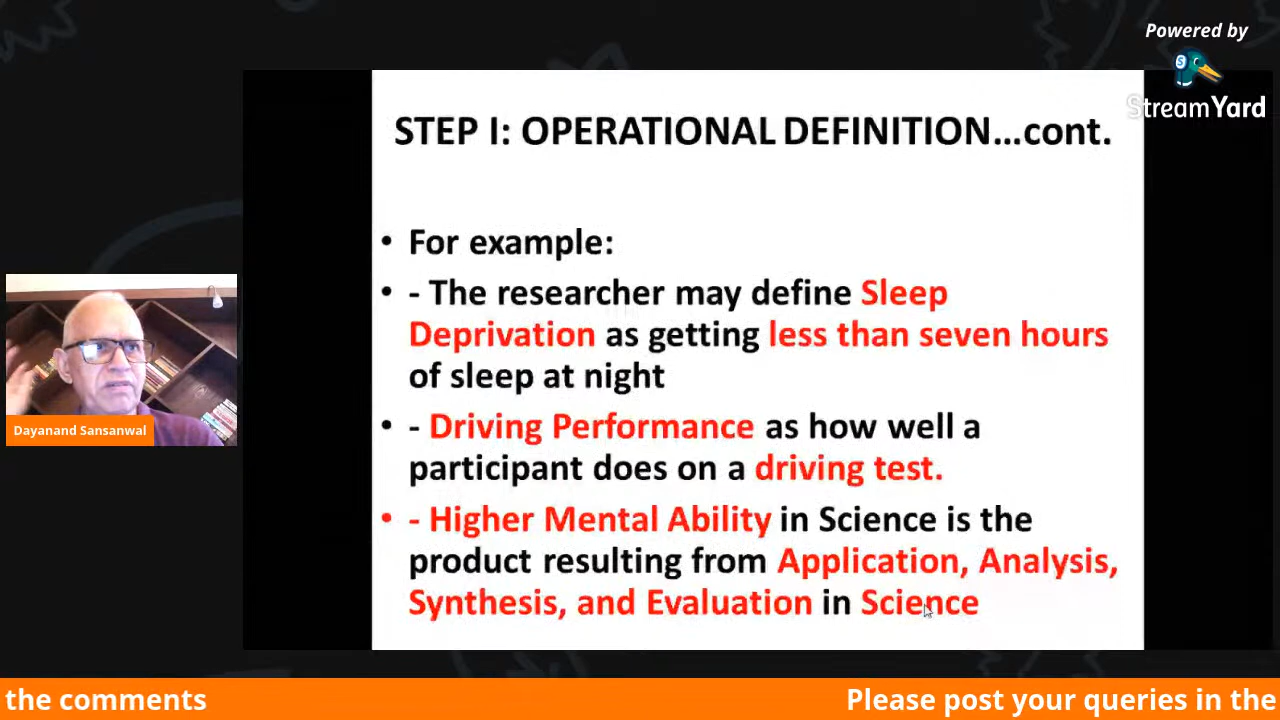 Powered by
StreamYard
STEP I: OPERATIONAL DEFINITION...cont.
• For example:
• - The researcher may define Sleep
Deprivation as getting less than seven hours
of sleep at night
• - Driving Performance as how well a
participant does on a driving test.
• - Higher Mental Ability in Science is the
product resulting from Application, Analysis,
Synthesis, and Evaluation in Science
Dayanand Sansanwal
the comments
Please post your queries in the